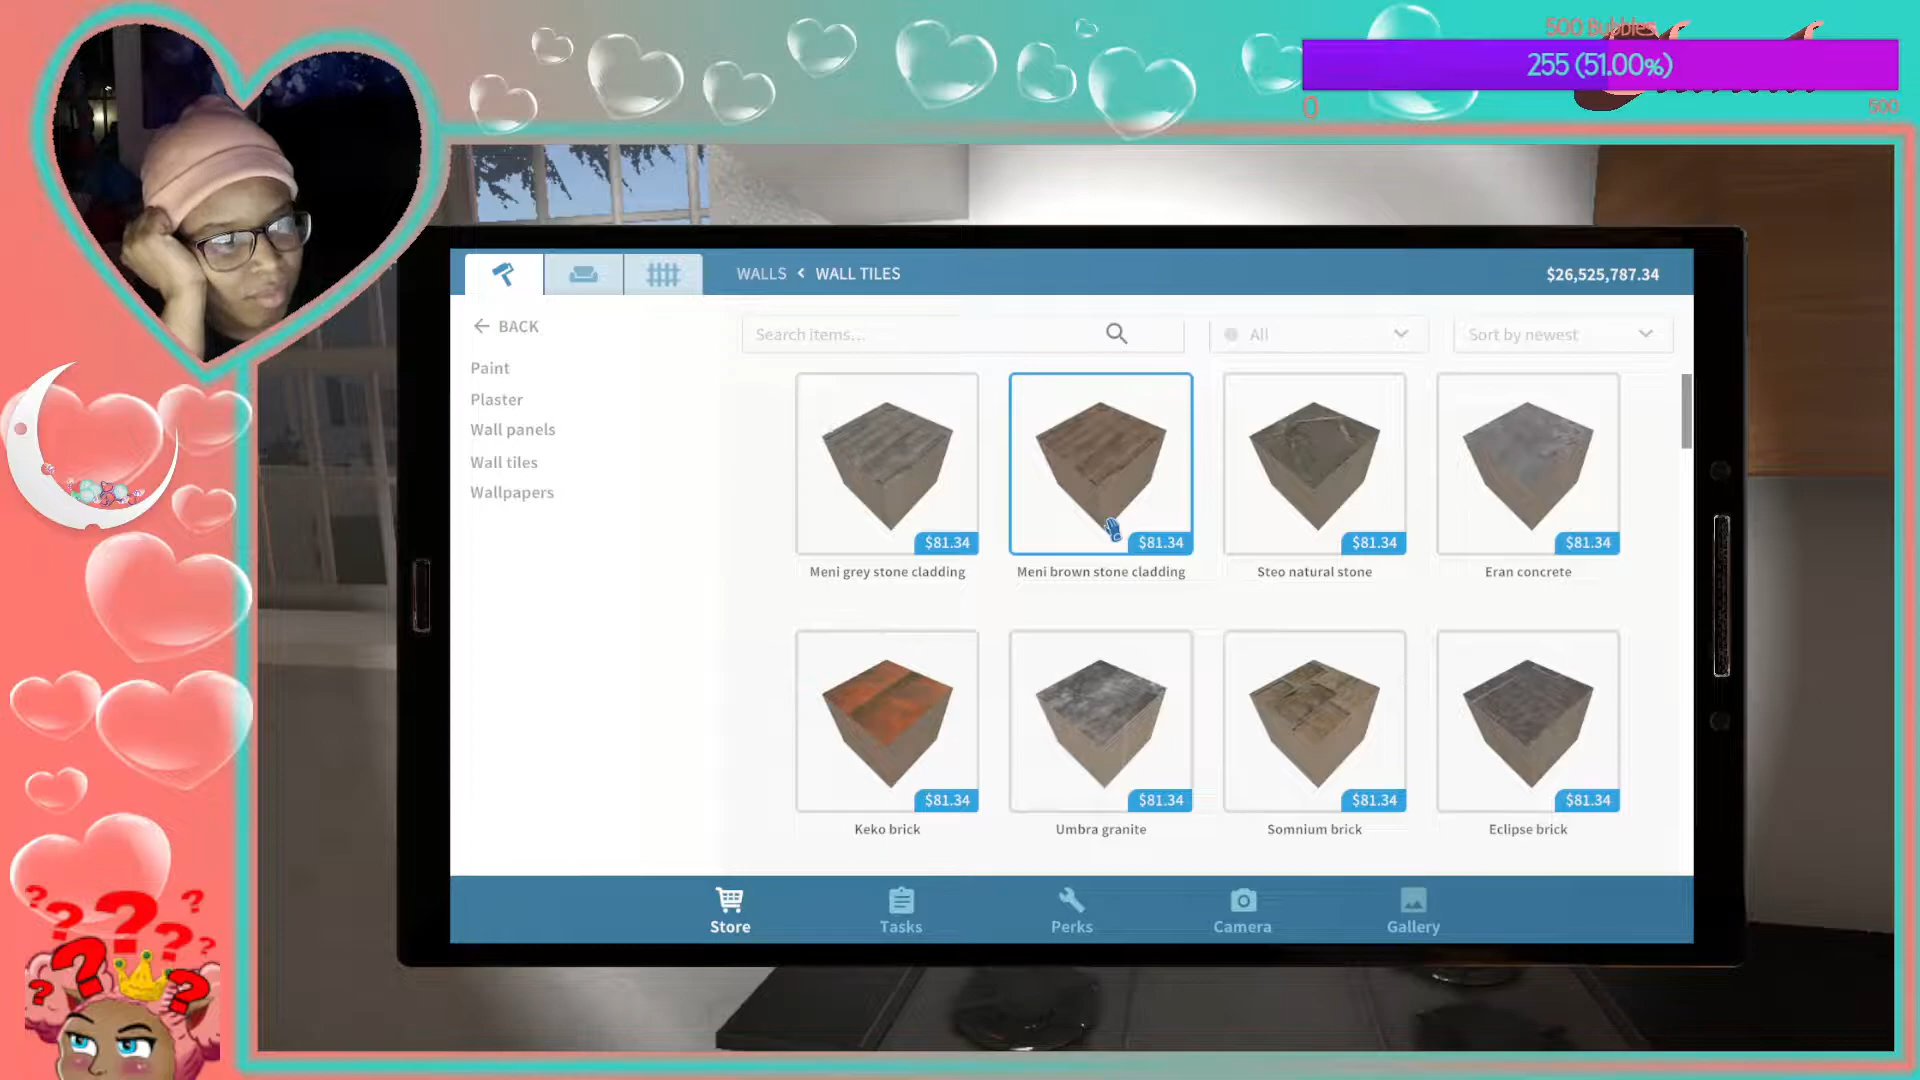 500 Bubbles
255 (51.00%)
0
500
WALLS < WALL TILES
$26,525,787.34
BACK
Search items...
All
Sort by newest
Paint
Plaster
Wall panels
Wall tiles
Wallpapers
$81.34
$81.34
$81.34
$81.34
Meni grey stone cladding
Meni brown stone cladding
Steo natural stone
Eran concrete
$81.34
$81.34
$81.34
$81.34
Keko brick
Umbra granite
Somnium brick
Eclipse brick
Store
Tasks
Perks
Camera
Gallery
? ? ? ? ? ? ? ? ? ?